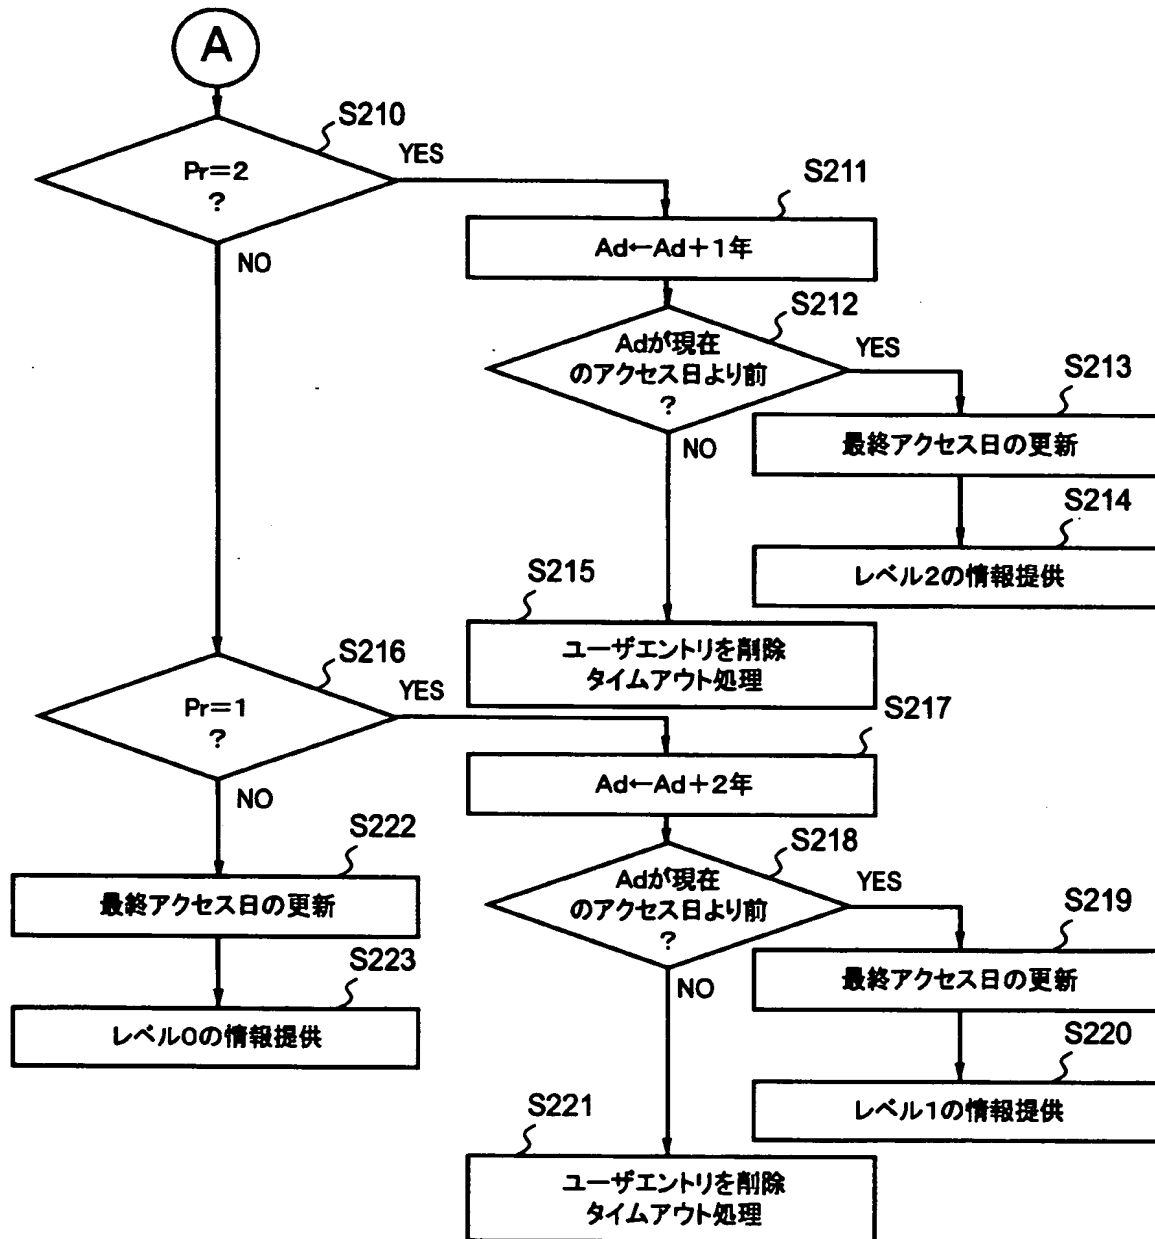 A
S210
Pr=2
?
YES
NO
S211
Ad←Ad+1年
S212
Adが現在
のアクセス日より前
?
YES
NO
S213
最終アクセス日の更新
S214
レベル2の情報提供
S215
ユーザエントリを削除
タイムアウト処理
S216
Pr=1
?
YES
NO
S217
Ad←Ad+2年
S218
Adが現在
のアクセス日より前
?
YES
NO
S219
最終アクセス日の更新
S220
レベル1の情報提供
S221
ユーザエントリを削除
タイムアウト処理
S222
最終アクセス日の更新
S223
レベル0の情報提供